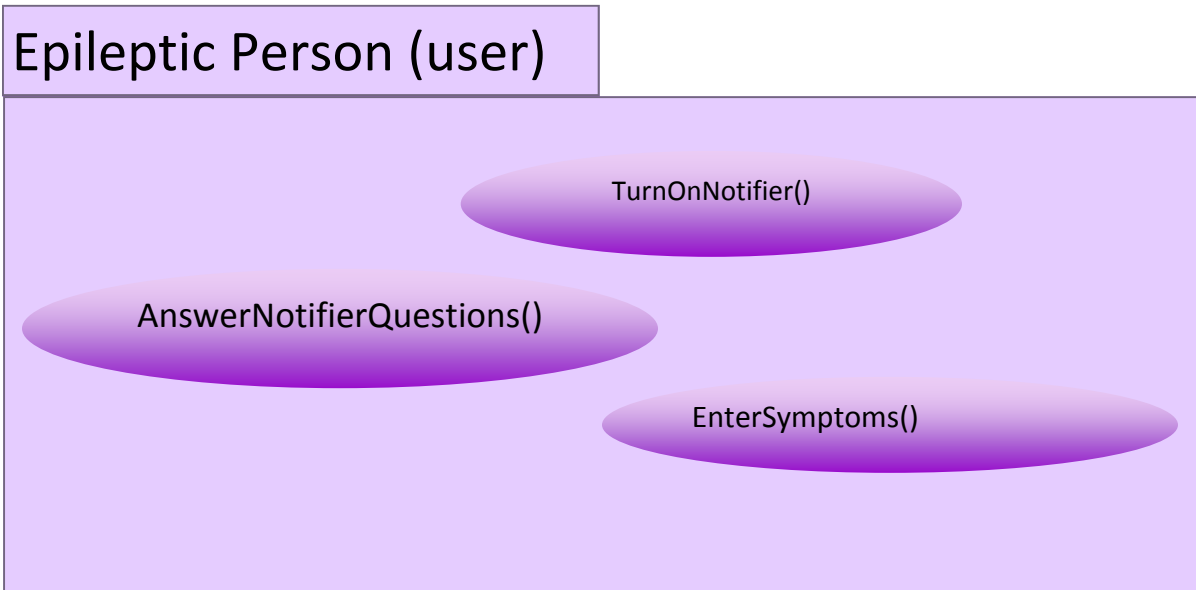 Epileptic Person (user)
TurnOnNotifier()
AnswerNotifierQuestions()
EnterSymptoms()